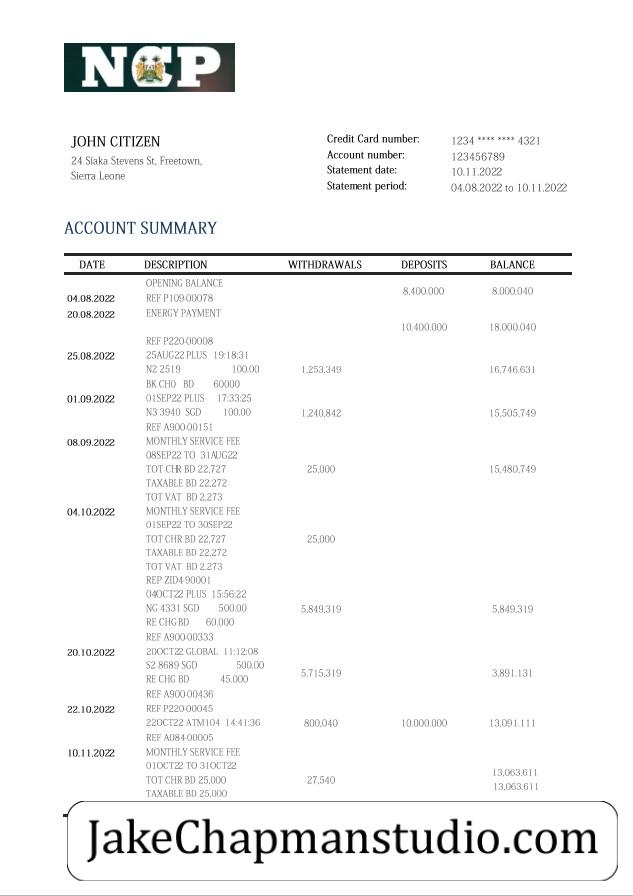 NCP
JOHN CITIZEN
24 Siaka Stevens St, Freetown,
Sierra Leone
Credit Card number: 1234 **** **** 4321
Account number: 123456789
Statement date: 10.11.2022
Statement period: 04.08.2022 to 10.11.2022
ACCOUNT SUMMARY
DATE DESCRIPTION WITHDRAWALS DEPOSITS BALANCE
OPENING BALANCE
8,400.000 8.000.040
04.08.2022 REF P109-00078
20.08.2022 ENERGY PAYMENT
10.400.000 18.000.040
REF P220-00008
25.08.2022 25AUG22 PLUS 19:18:31
N2 2519 100.00 1,253,349 16,746.631
BK CHO BD 60000
01.09.2022 01SEP22 PLUS 17:33:25
N3 3940 SGD 100.00 1,240,842 15,505,749
REF A900-00151
08.09.2022 MONTHLY SERVICE FEE
08SEP22 TO 31AUG22
TOT CHR BD 22,727 25,000 15,480,749
TAXABLE BD 22,272
TOT VAT BD 2,273
04.10.2022 MONTHLY SERVICE FEE
01SEP22 TO 30SEP22
TOT CHR BD 22,727 25,000
TAXABLE BD 22,272
TOT VAT BD 2,273
REP ZID4-90001
04OCT22 PLUS 15:56:22
NG 4331 SGD 500.00 5,849,319 5,849,319
RE CHG BD 60.000
REF A900-00333
20.10.2022 20OCT22 GLOBAL 11:12:08
S2 8689 SGD 500.00
5,715,319 3,891.131
RE CHG BD 45.000
REF A900-00436
22.10.2022 REF P220-00045
22OCT22 ATM104 14:41:36 800,040 10.000.000 13,091.111
REF A084-00005
10.11.2022 MONTHLY SERVICE FEE
01OCT22 TO 31OCT22
13,063.611
TOT CHR BD 25,000 27,540
13,063.611
TAXABLE BD 25,000
JakeChapmanstudio.com